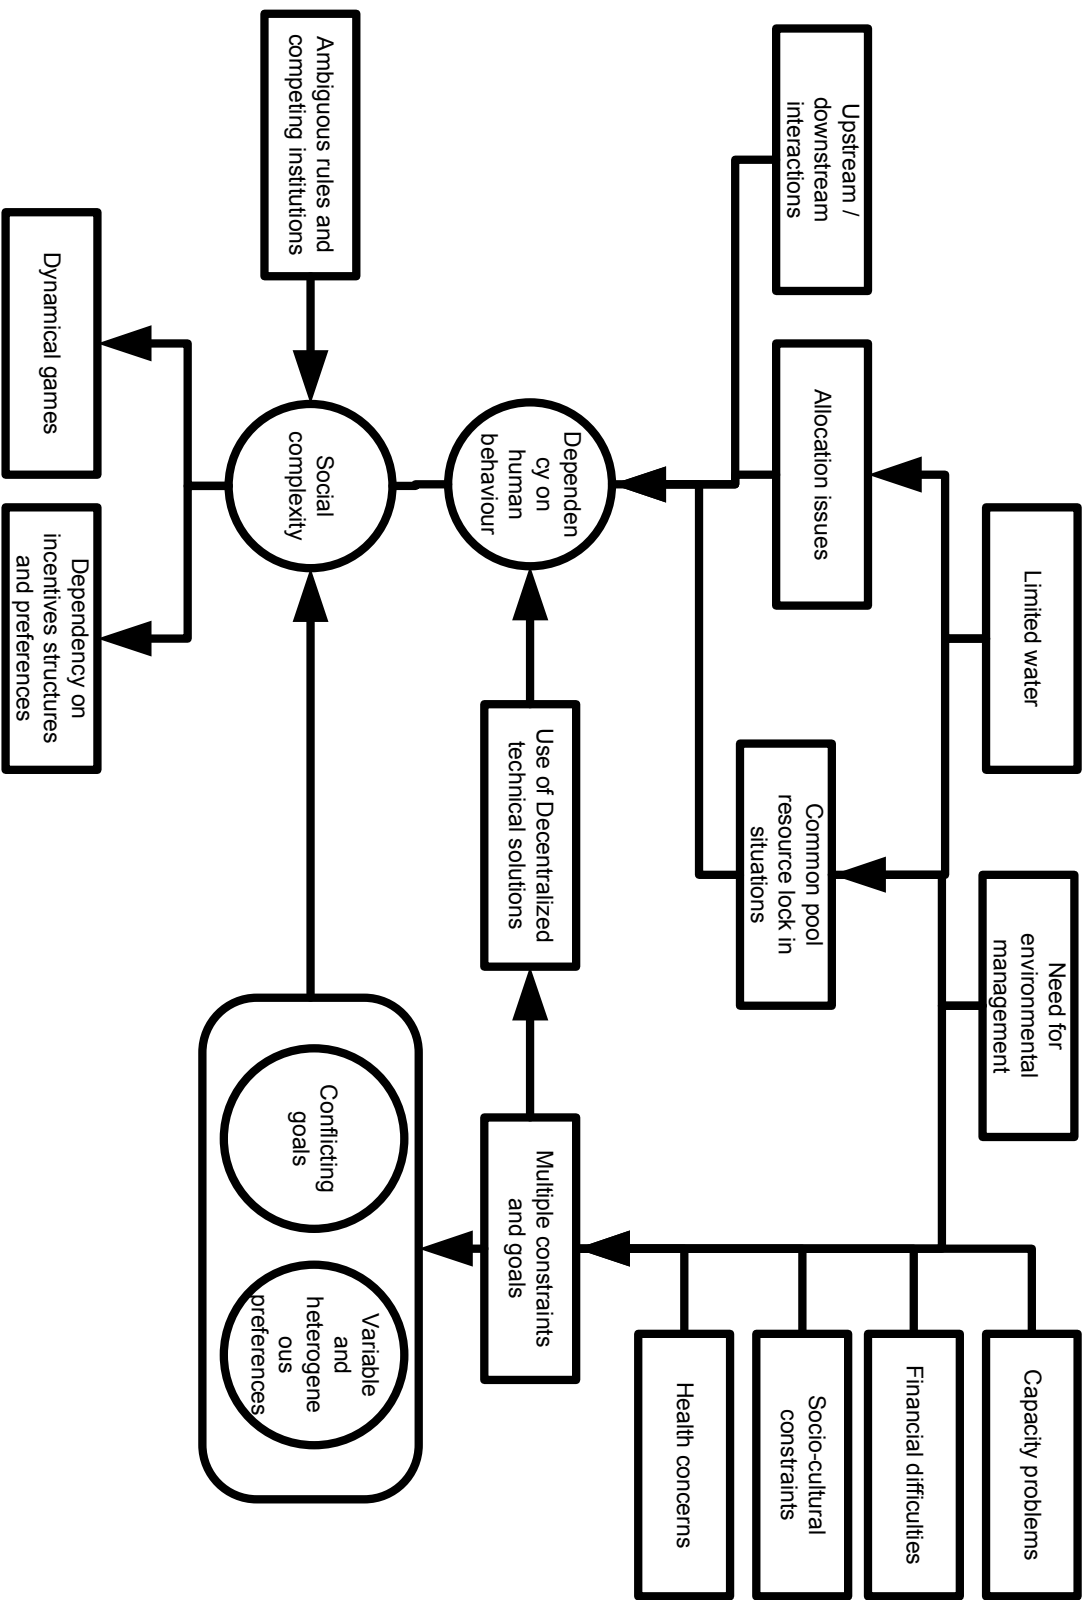 Limited water
Need for
environmental
management
Capacity problems
Financial difficulties
Socio-cultural
constraints
Health concerns
Upstream /
downstream
interactions
Allocation issues
Common pool
resource lock in
situations
Dependen
cy on
human
behaviour
Use of Decentralized
technical solutions
Multiple constraints
and goals
Ambiguous rules and
competing institutions
Social
complexity
Conflicting
goals
Variable
and
heterogene
ous
preferences
Dynamical games
Dependency on
incentives structures
and preferences